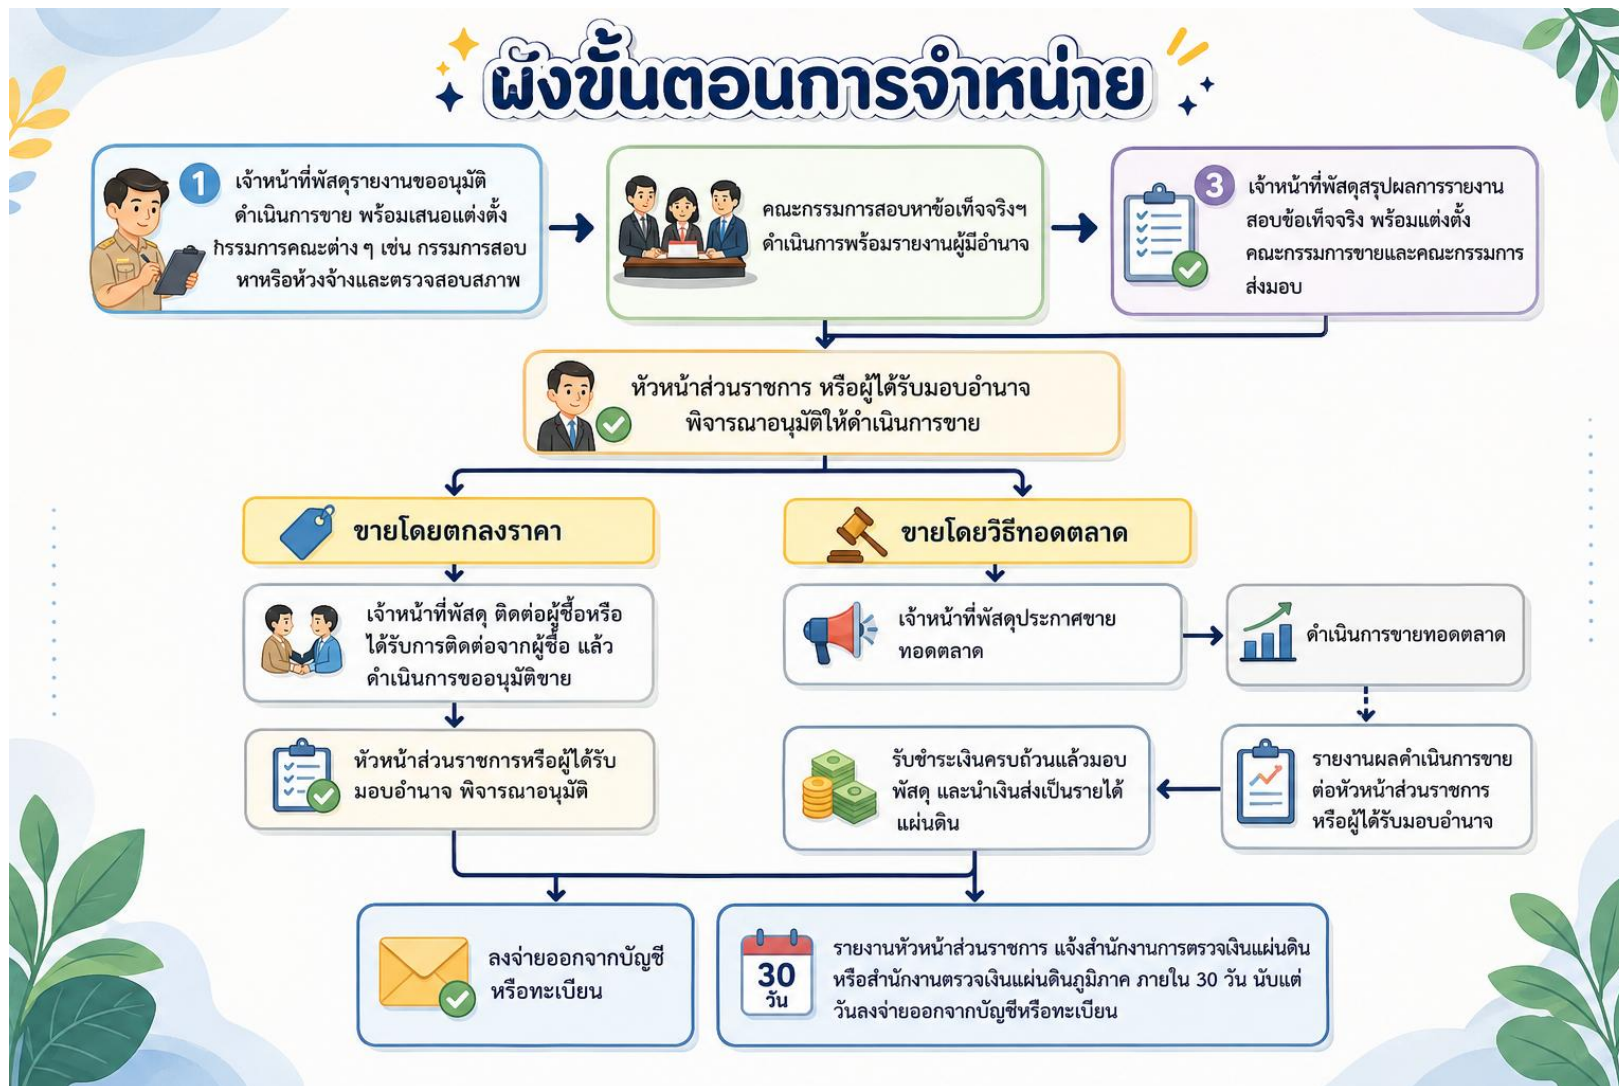 ผังขั้นตอนการจำหน่าย
1
เจ้าหน้าที่พัสดุรายงานขออนุมัติ
ดำเนินการขาย พร้อมเสนอแต่งตั้ง
กรรมการคณะต่าง ๆ เช่น กรรมการสอบ
หาหรือห้วงจ้างและตรวจสอบสภาพ
คณะกรรมการสอบหาข้อเท็จจริงฯ
ดำเนินการพร้อมรายงานผู้มีอำนาจ
3
เจ้าหน้าที่พัสดุสรุปผลการรายงาน
สอบข้อเท็จจริง พร้อมแต่งตั้ง
คณะกรรมการขายและคณะกรรมการ
ส่งมอบ
หัวหน้าส่วนราชการ หรือผู้ได้รับมอบอำนาจ
พิจารณาอนุมัติให้ดำเนินการขาย
ขายโดยตกลงราคา
เจ้าหน้าที่พัสดุ ติดต่อผู้ซื้อหรือ
ได้รับการติดต่อจากผู้ซื้อ แล้ว
ดำเนินการขออนุมัติขาย
หัวหน้าส่วนราชการหรือผู้ได้รับ
มอบอำนาจ พิจารณาอนุมัติ
ขายโดยวิธีทอดตลาด
เจ้าหน้าที่พัสดุประกาศขาย
ทอดตลาด
ดำเนินการขายทอดตลาด
รายงานผลดำเนินการขาย
ต่อหัวหน้าส่วนราชการ
หรือผู้ได้รับมอบอำนาจ
รับชำระเงินครบถ้วนแล้วมอบ
พัสดุ และนำเงินส่งเป็นรายได้
แผ่นดิน
ลงจ่ายออกจากบัญชี
หรือทะเบียน
30
วัน
รายงานหัวหน้าส่วนราชการ แจ้งสำนักงานการตรวจเงินแผ่นดิน
หรือสำนักงานตรวจเงินแผ่นดินภูมิภาค ภายใน 30 วัน นับแต่
วันลงจ่ายออกจากบัญชีหรือทะเบียน